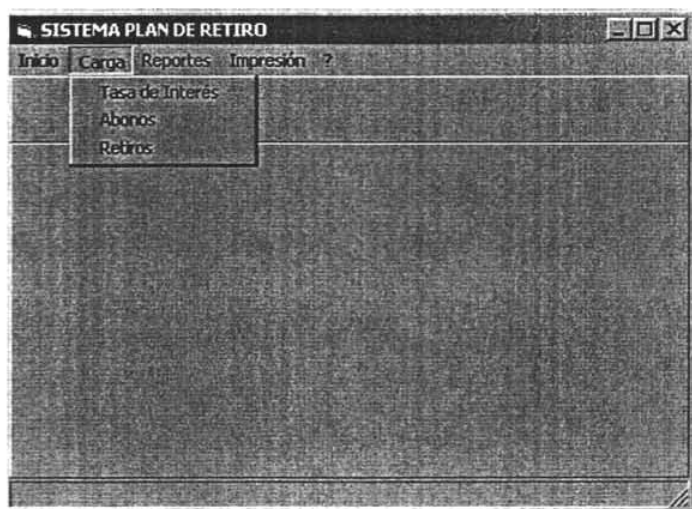 SISTEMA PLAN DE RETIRO
Inicio Carga Reportes Impresión ?
Tasa de Interés
Abonos
Retiros